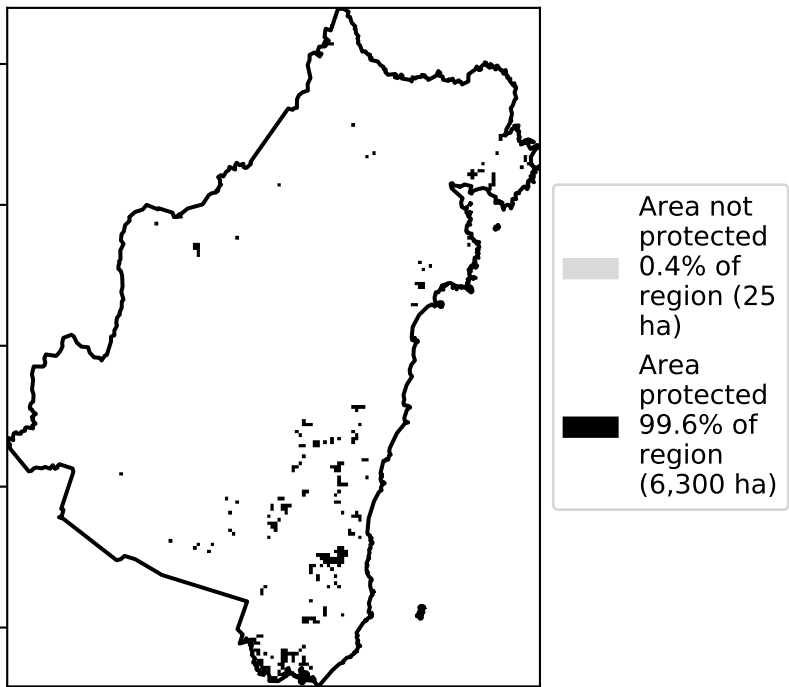 Area not
protected
0.4% of
region (25
ha)
Area
protected
99.6% of
region
(6,300 ha)